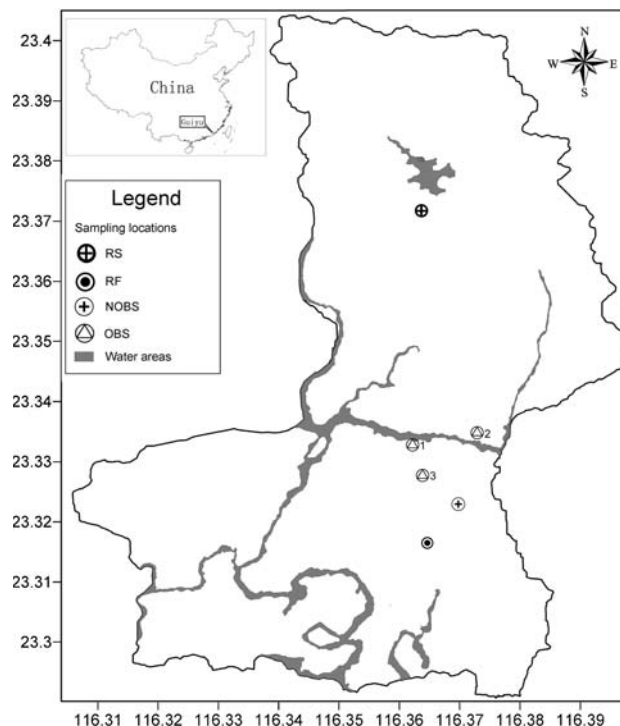 23.4
23.39
23.38
23.37
23.36
23.35
23.34
23.33
23.32
23.31
23.3
China
Guiyu
N
W E
S
Legend
Sampling locations
RS
RF
NOBS
OBS
Water areas
1
2
3
116.31 116.32 116.33 116.34 116.35 116.36 116.37 116.38 116.39